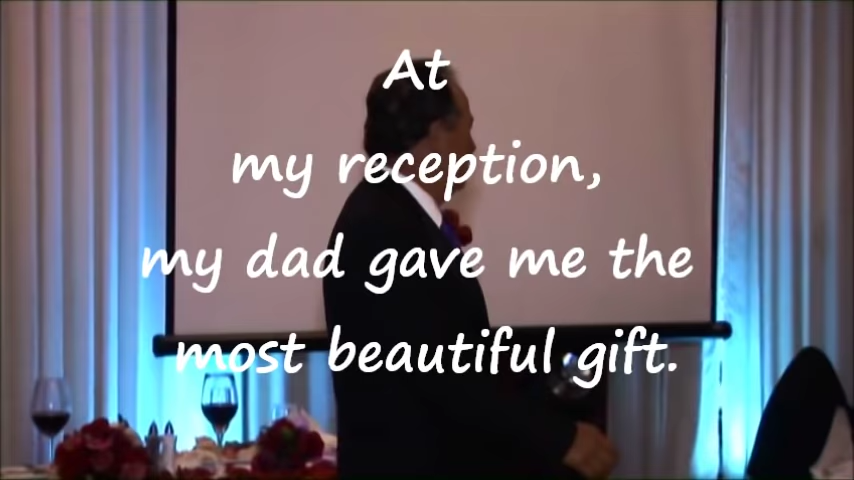 At
my reception,
my dad gave me the
most beautiful gift.